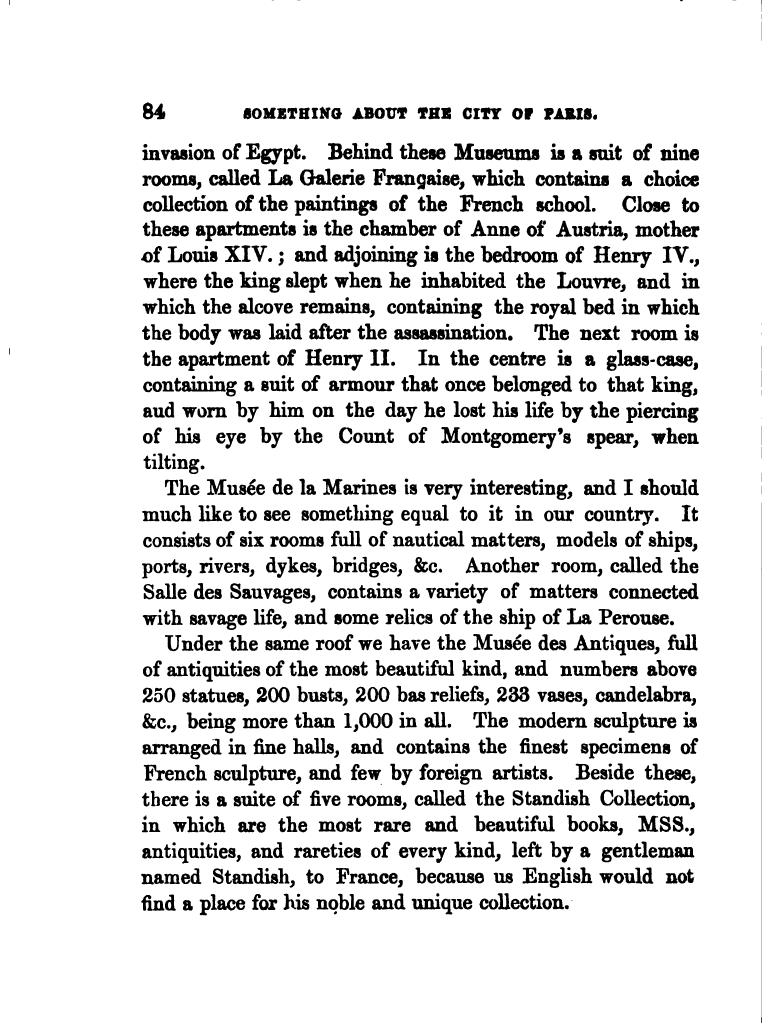 84 SOMETHING ABOUT THE CITY OF PARIS.
invasion of Egypt. Behind these Museums is a suit of nine
rooms, called La Galerie Française, which contains a choice
collection of the paintings of the French school. Close to
these apartments is the chamber of Anne of Austria, mother
of Louis XIV.; and adjoining is the bedroom of Henry IV.,
where the king slept when he inhabited the Louvre, and in
which the alcove remains, containing the royal bed in which
the body was laid after the assassination. The next room is
the apartment of Henry II. In the centre is a glass-case,
containing a suit of armour that once belonged to that king,
aud worn by him on the day he lost his life by the piercing
of his eye by the Count of Montgomery's spear, when
tilting.
The Musée de la Marines is very interesting, and I should
much like to see something equal to it in our country. It
consists of six rooms full of nautical matters, models of ships,
ports, rivers, dykes, bridges, &c. Another room, called the
Salle des Sauvages, contains a variety of matters connected
with savage life, and some relics of the ship of La Perouse.
Under the same roof we have the Musée des Antiques, full
of antiquities of the most beautiful kind, and numbers above
250 statues, 200 busts, 200 bas reliefs, 233 vases, candelabra,
&c., being more than 1,000 in all. The modern sculpture is
arranged in fine halls, and contains the finest specimens of
French sculpture, and few by foreign artists. Beside these,
there is a suite of five rooms, called the Standish Collection,
in which are the most rare and beautiful books, MSS.,
antiquities, and rareties of every kind, left by a gentleman
named Standish, to France, because us English would not
find a place for his noble and unique collection.